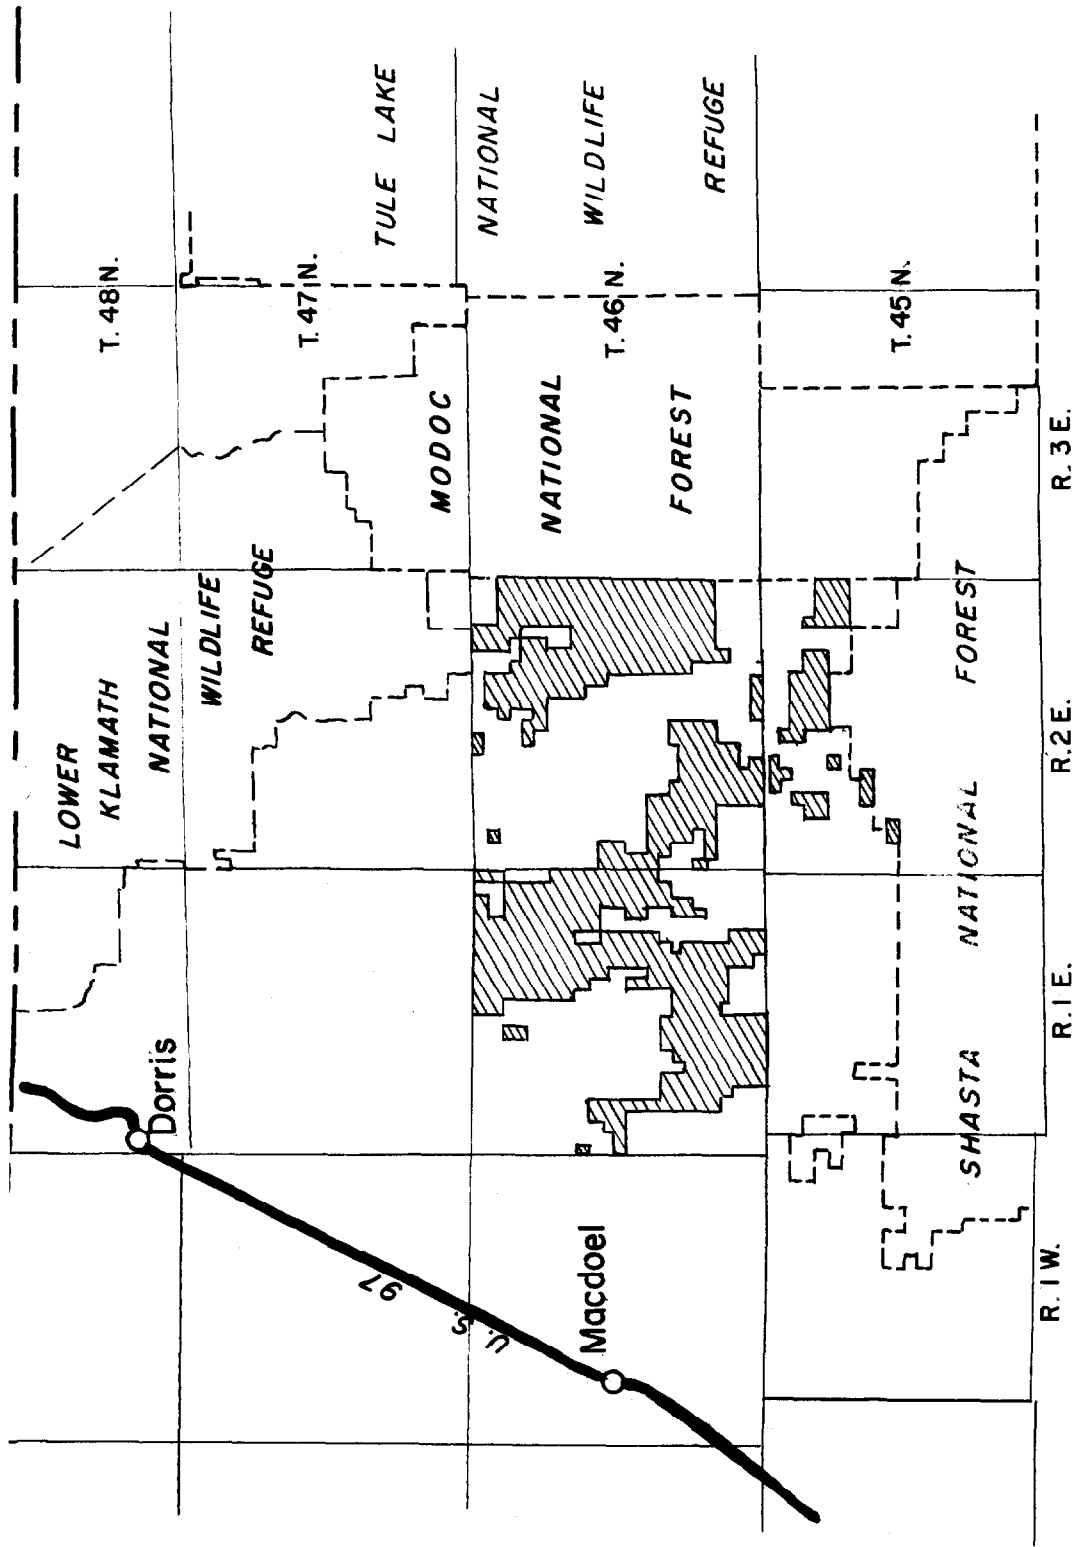 LOWER
KLAMATH
NATIONAL
WILDLIFE
REFUGE
TULE LAKE
NATIONAL
WILDLIFE
REFUGE
MODOC
NATIONAL
FOREST
SHASTA NATIONAL FOREST
Dorris
Macdoel
U.S. 97
T. 48 N.
T. 47 N.
T. 46 N.
T. 45 N.
R. 1 W.
R. 1 E.
R. 2 E.
R. 3 E.